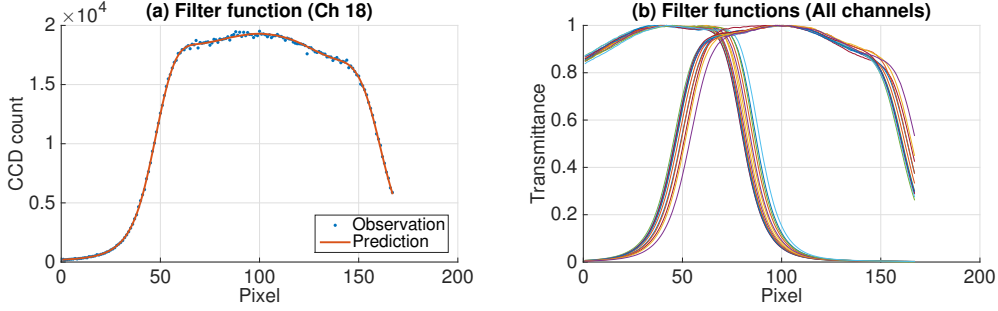 (a) Filter function (Ch 18)
×10⁴
2
1.5
1
0.5
0
CCD count
0 50 100 150 200
Pixel
Observation
Prediction
(b) Filter functions (All channels)
1
0.8
0.6
0.4
0.2
0
Transmittance
0 50 100 150 200
Pixel